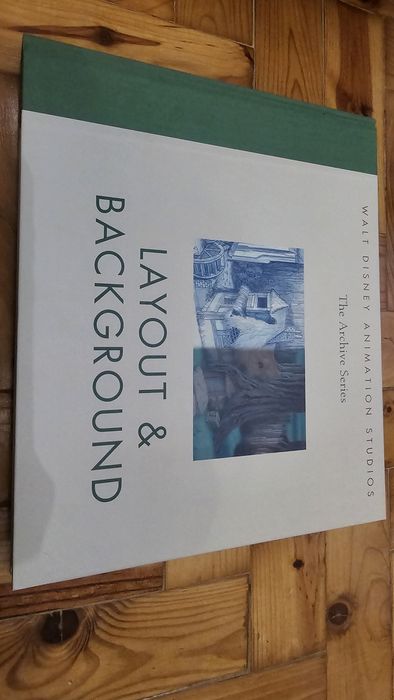 WALT DISNEY ANIMATION STUDIOS
The Archive Series
LAYOUT &
BACKGROUND